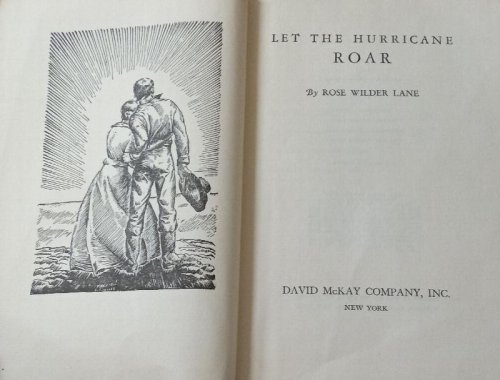 LET THE HURRICANE
ROAR
By ROSE WILDER LANE
DAVID McKAY COMPANY, INC.
NEW YORK